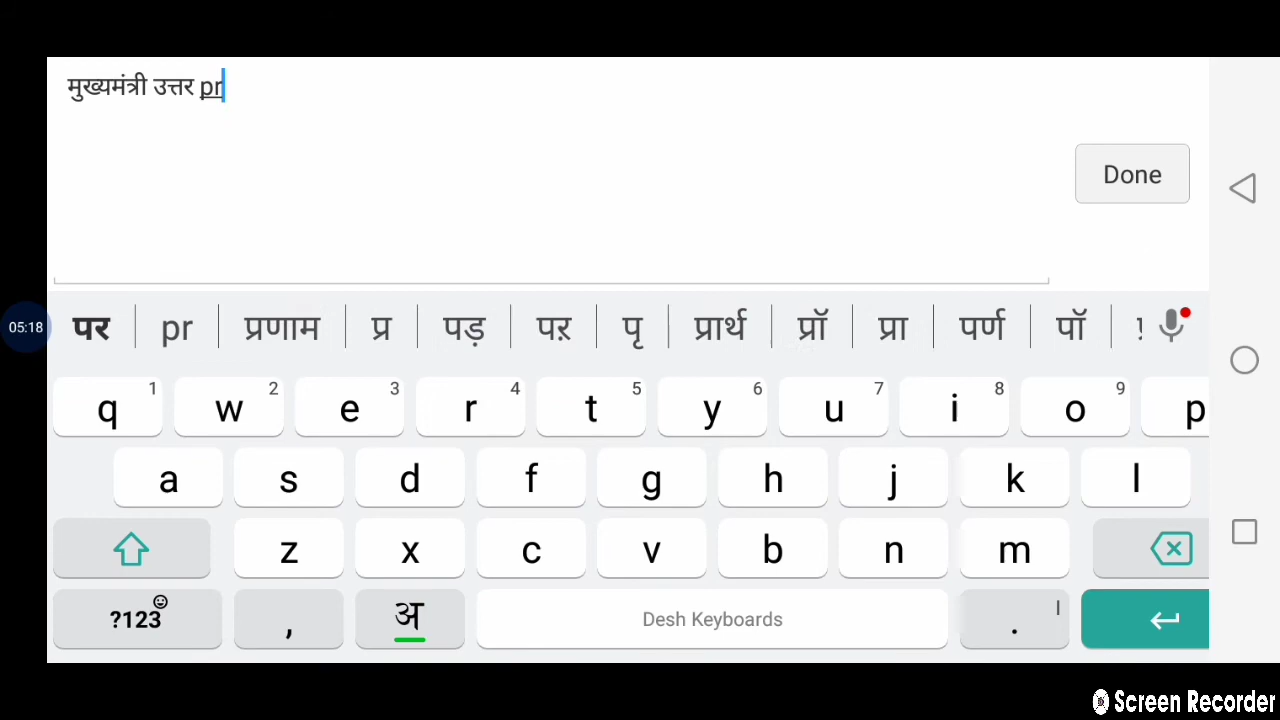 मुख्यमंत्री उत्तर pr
Done
05:18
पर pr प्रणाम प्र पड़ पऱ पृ प्रार्थ प्रॉ प्रा पर्ण पॉ
1 2 3 4 5 6 7 8 9
q w e r t y u i o p
a s d f g h j k l
z x c v b n m
?123 , अ Desh Keyboards . |
Screen Recorder